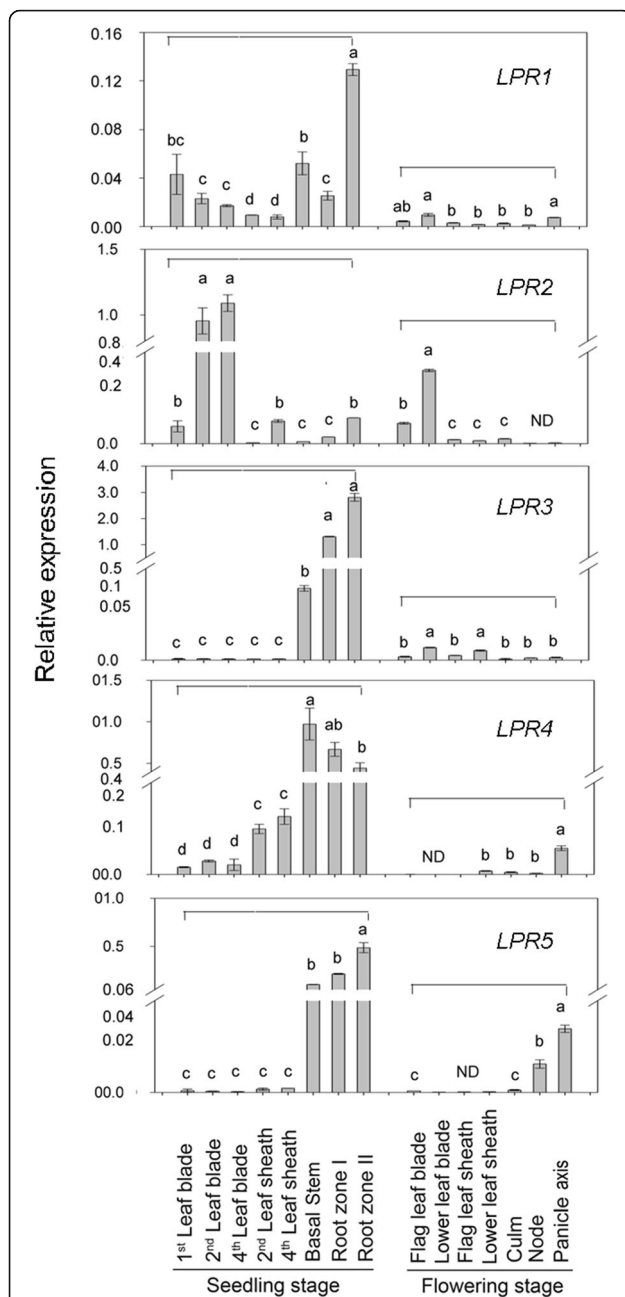 Relative expression
LPR1
0.16
0.12
0.08
0.04
0.00
bc c c d d b c a
ab a b b b b a
LPR2
1.5
1.0
0.8
0.4
0.2
0.0
b a a c b c c b
b a c c c ND
LPR3
4.0
3.0
2.0
1.0
0.5
0.1
0.05
0.0
c c c c c b a a
b a b a b b b
LPR4
01.5
01.0
0.5
0.4
0.2
0.1
00.0
d d d c c a ab b
ND b b b a
LPR5
01.0
0.5
0.06
0.04
0.02
00.0
c c c c c b b a
c ND c b a
1st Leaf blade
2nd Leaf blade
4th Leaf blade
2nd Leaf sheath
4th Leaf sheath
Basal Stem
Root zone I
Root zone II
Flag leaf blade
Lower leaf blade
Flag leaf sheath
Lower leaf sheath
Culm
Node
Panicle axis
Seedling stage
Flowering stage